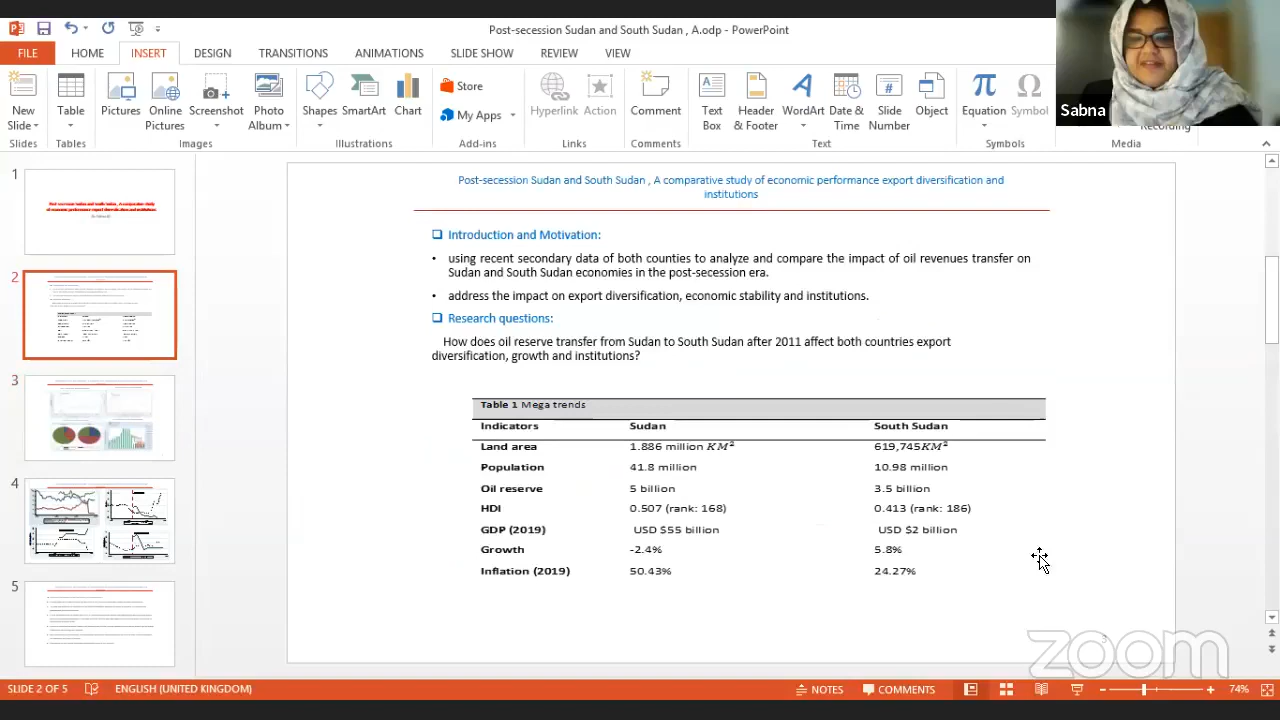 Post-secession Sudan and South Sudan , A.odp - PowerPoint
FILE HOME INSERT DESIGN TRANSITIONS ANIMATIONS SLIDE SHOW REVIEW VIEW
New Slide
Table
Pictures
Online Pictures
Screenshot
Photo Album
Shapes
SmartArt
Chart
Store
My Apps
Hyperlink
Action
Comment
Text Box
Header & Footer
WordArt
Date & Time
Slide Number
Object
Equation
Symbol
Recording
Slides Tables Images Illustrations Add-ins Links Comments Text Symbols Media
Sabna
1
2
3
4
5
Post-secession Sudan and South Sudan , A comparative study of economic performance export diversification and
institutions
Introduction and Motivation:
• using recent secondary data of both counties to analyze and compare the impact of oil revenues transfer on
Sudan and South Sudan economies in the post-secession era.
• address the impact on export diversification, economic stability and institutions.
Research questions:
How does oil reserve transfer from Sudan to South Sudan after 2011 affect both countries export
diversification, growth and institutions?
Table 1 Mega trends
Indicators Sudan South Sudan
Land area 1.886 million KM² 619,745KM²
Population 41.8 million 10.98 million
Oil reserve 5 billion 3.5 billion
HDI 0.507 (rank: 168) 0.413 (rank: 186)
GDP (2019) USD $55 billion USD $2 billion
Growth -2.4% 5.8%
Inflation (2019) 50.43% 24.27%
3
zoom
SLIDE 2 OF 5 ENGLISH (UNITED KINGDOM) NOTES COMMENTS 74%